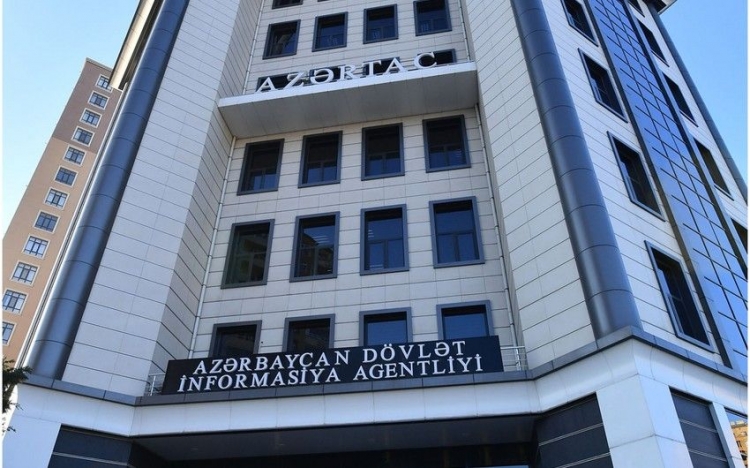 AZƏRTAC
AZƏRBAYCAN DÖVLƏT
İNFORMASİYA AGENTLİYİ